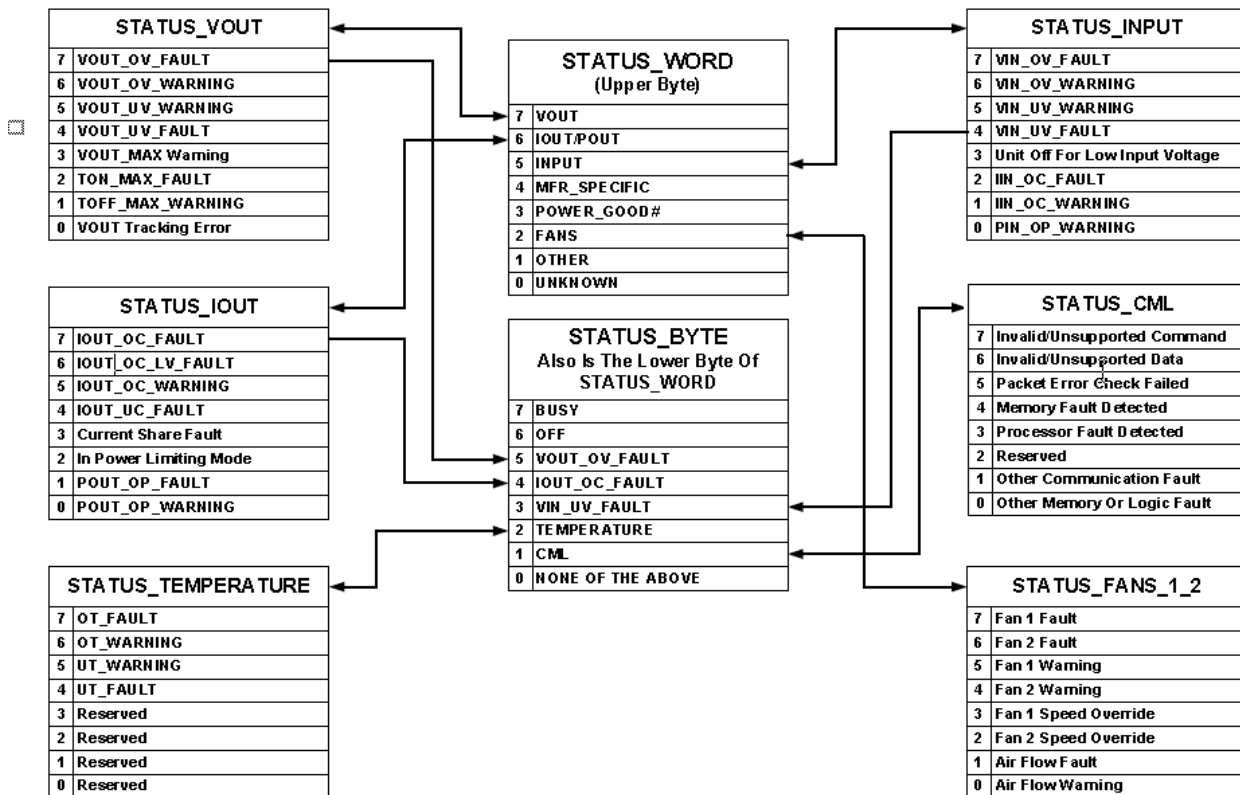 STATUS_VOUT
7 VOUT_OV_FAULT
6 VOUT_OV_WARNING
5 VOUT_UV_WARNING
4 VOUT_UV_FAULT
3 VOUT_MAX Warning
2 TON_MAX_FAULT
1 TOFF_MAX_WARNING
0 VOUT Tracking Error
STATUS_IOUT
7 IOUT_OC_FAULT
6 IOUT_OC_LV_FAULT
5 IOUT_OC_WARNING
4 IOUT_UC_FAULT
3 Current Share Fault
2 In Power Limiting Mode
1 POUT_OP_FAULT
0 POUT_OP_WARNING
STATUS_TEMPERATURE
7 OT_FAULT
6 OT_WARNING
5 UT_WARNING
4 UT_FAULT
3 Reserved
2 Reserved
1 Reserved
0 Reserved
STATUS_WORD
(Upper Byte)
7 VOUT
6 IOUT/POUT
5 INPUT
4 MFR_SPECIFIC
3 POWER_GOOD#
2 FANS
1 OTHER
0 UNKNOWN
STATUS_BYTE
Also Is The Lower Byte Of
STATUS_WORD
7 BUSY
6 OFF
5 VOUT_OV_FAULT
4 IOUT_OC_FAULT
3 VIN_UV_FAULT
2 TEMPERATURE
1 CML
0 NONE OF THE ABOVE
STATUS_INPUT
7 VIN_OV_FAULT
6 VIN_OV_WARNING
5 VIN_UV_WARNING
4 VIN_UV_FAULT
3 Unit Off For Low Input Voltage
2 IIN_OC_FAULT
1 IIN_OC_WARNING
0 PIN_OP_WARNING
STATUS_CML
7 Invalid/Unsupported Command
6 Invalid/Unsupported Data
5 Packet Error Check Failed
4 Memory Fault Detected
3 Processor Fault Detected
2 Reserved
1 Other Communication Fault
0 Other Memory Or Logic Fault
STATUS_FANS_1_2
7 Fan 1 Fault
6 Fan 2 Fault
5 Fan 1 Warning
4 Fan 2 Warning
3 Fan 1 Speed Override
2 Fan 2 Speed Override
1 Air Flow Fault
0 Air Flow Warning